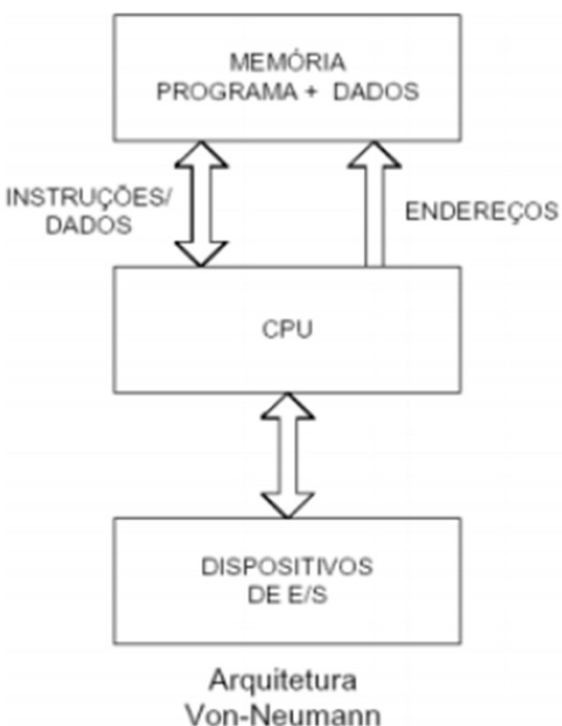 MEMÓRIA
PROGRAMA + DADOS
INSTRUÇÕES/
DADOS
ENDEREÇOS
CPU
DISPOSITIVOS
DE E/S
Arquitetura
Von-Neumann